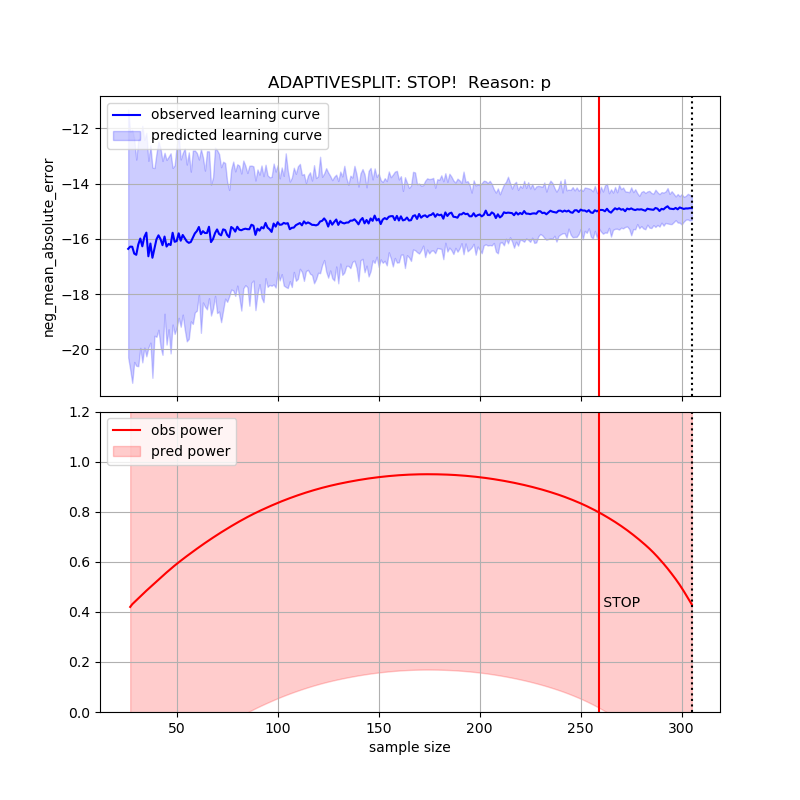 ADAPTIVESPLIT: STOP!  Reason: p
observed learning curve
predicted learning curve
neg_mean_absolute_error
−12
−14
−16
−18
−20
obs power
pred power
1.2
1.0
0.8
0.6
0.4
0.2
0.0
STOP
50
100
150
200
250
300
sample size